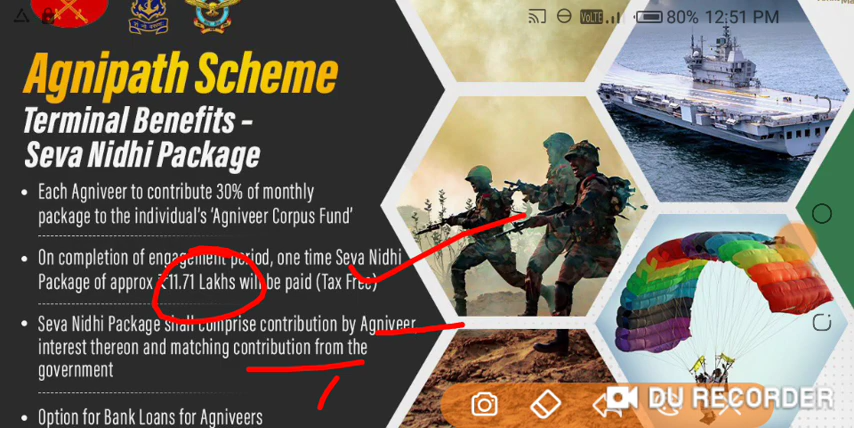 80% 12:51 PM
Agnipath Scheme
Terminal Benefits -
Seva Nidhi Package
• Each Agniveer to contribute 30% of monthly
package to the individual's 'Agniveer Corpus Fund'
• On completion of engagement period, one time Seva Nidhi
Package of approx ₹11.71 Lakhs will be paid (Tax Free)
• Seva Nidhi Package shall comprise contribution by Agniveer
interest thereon and matching contribution from the
government
• Option for Bank Loans for Agniveers
DU RECORDER